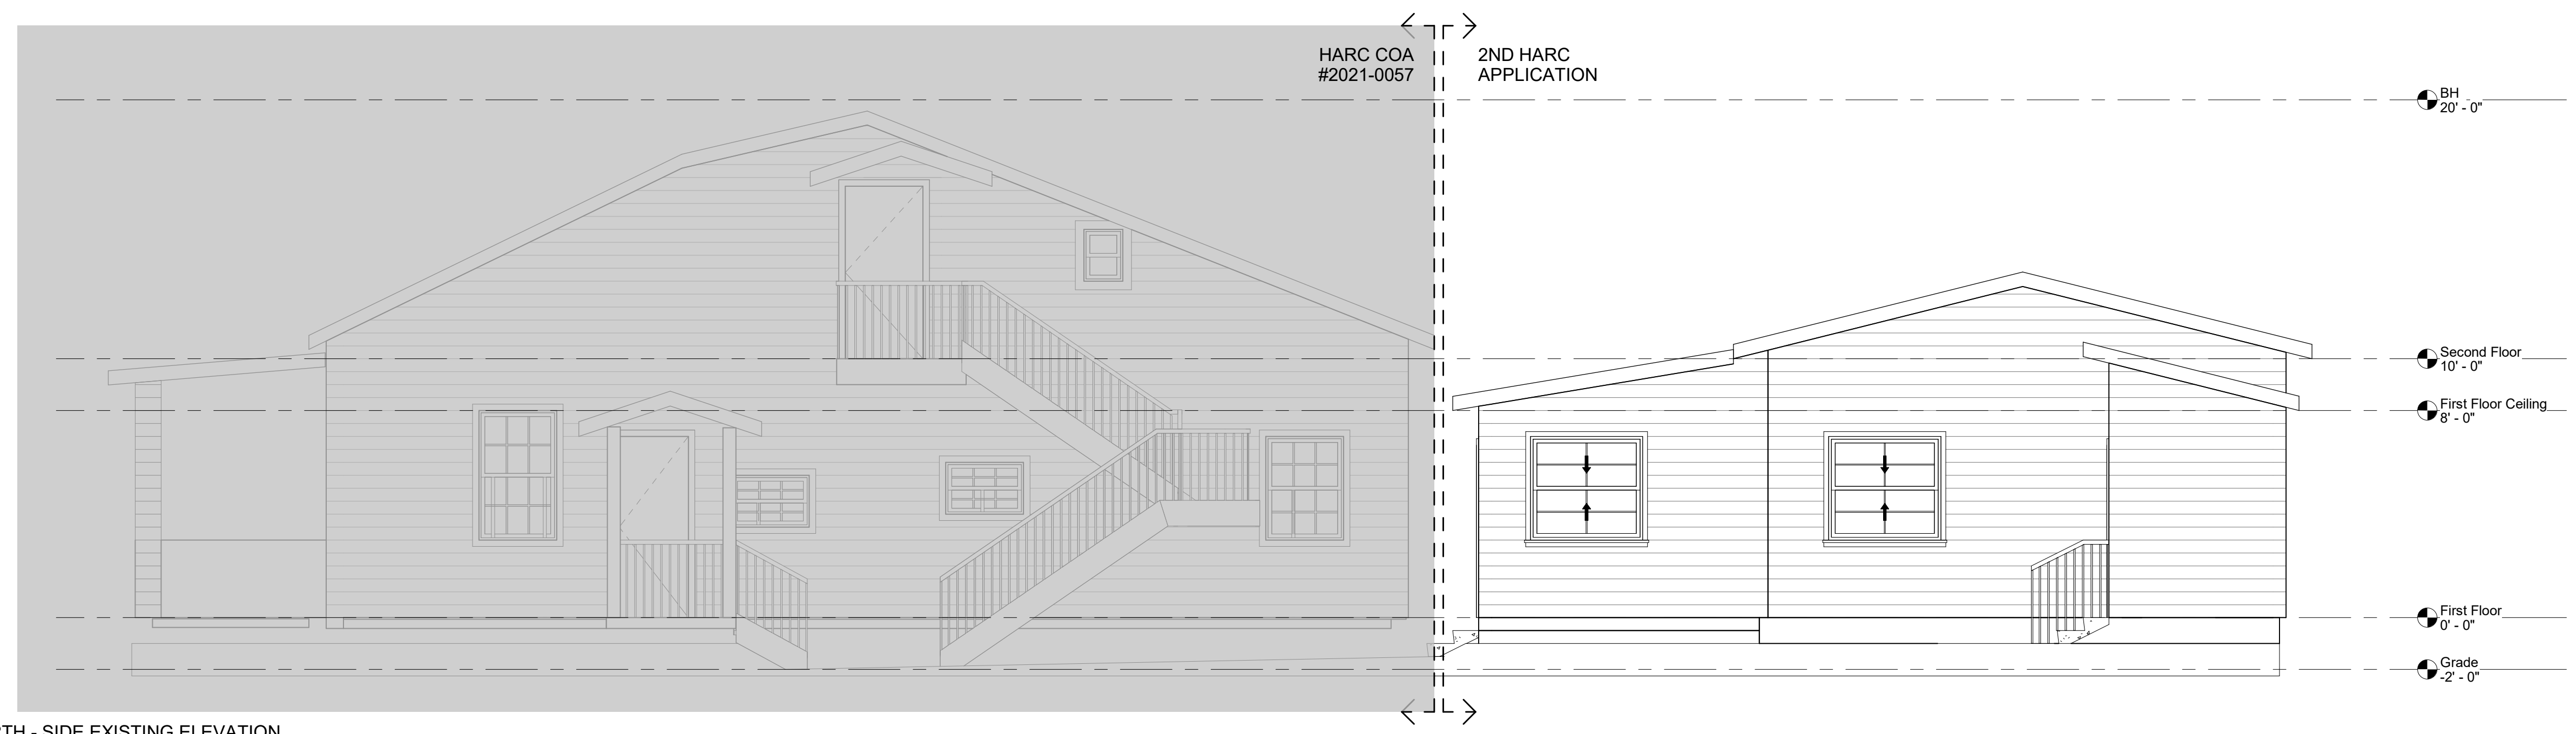 HARC COA
#2021-0057
2ND HARC
APPLICATION
BH
20' - 0"
Second Floor
10' - 0"
First Floor Ceiling
8' - 0"
First Floor
0' - 0"
Grade
-2' - 0"
RTH - SIDE EXISTING ELEVATION